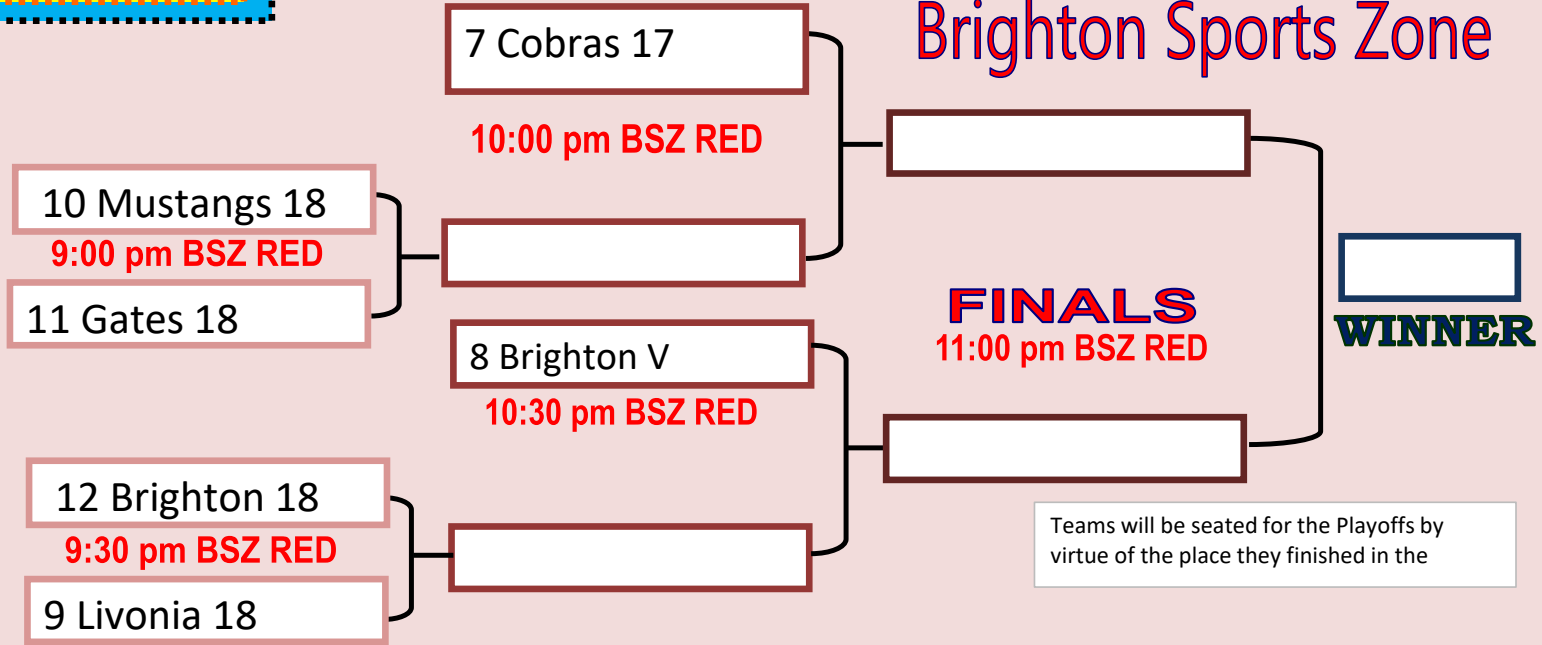 Brighton Sports Zone
7 Cobras 17
10:00 pm BSZ RED
10 Mustangs 18
9:00 pm BSZ RED
11 Gates 18
8 Brighton V
10:30 pm BSZ RED
FINALS
11:00 pm BSZ RED
WINNER
12 Brighton 18
9:30 pm BSZ RED
9 Livonia 18
Teams will be seated for the Playoffs by
virtue of the place they finished in the